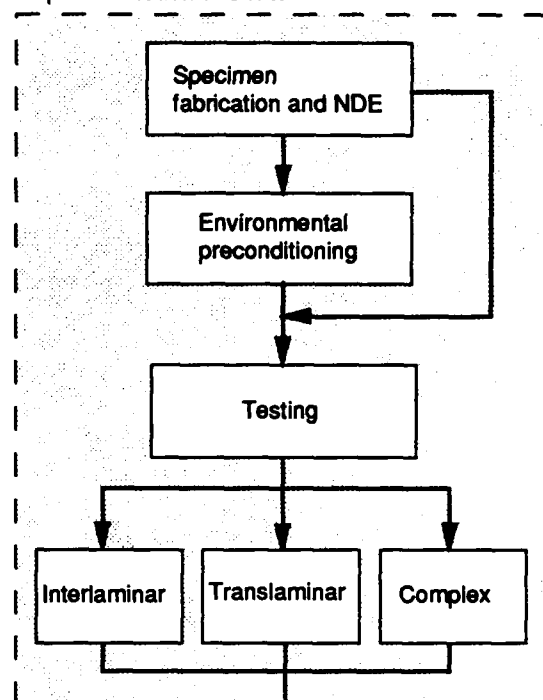 Specimen
fabrication and NDE
Environmental
preconditioning
Testing
Interlaminar
Translaminar
Complex